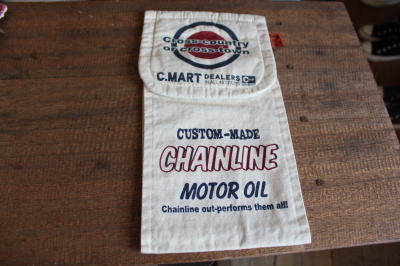 Cross-country
or cross-town
C.MART DEALERS
CUSTOM-MADE
CHAINLINE
MOTOR OIL
Chainline out-performs them all!